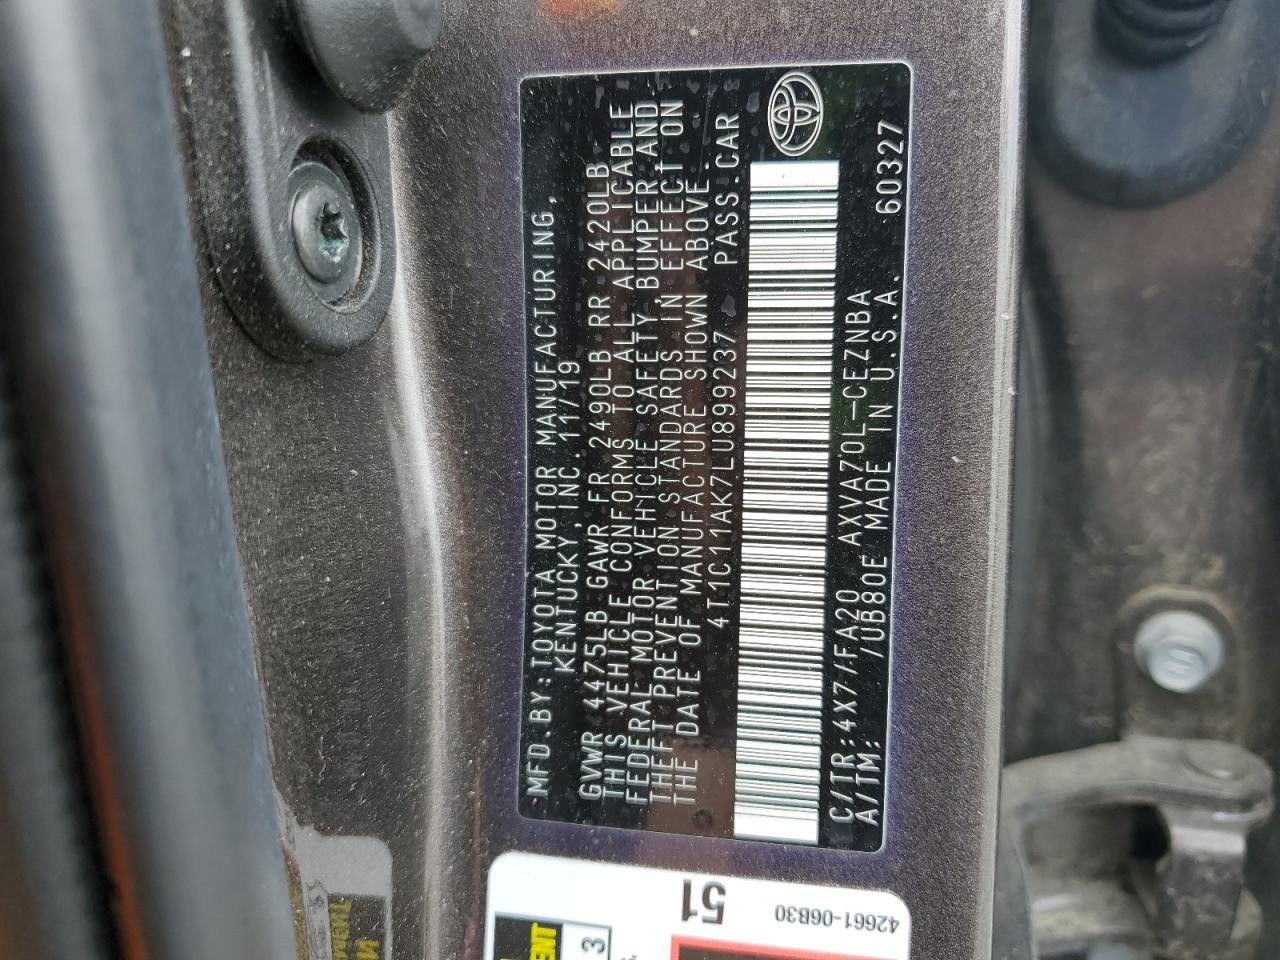 MFD.BY:TOYOTA MOTOR MANUFACTURING,
KENTUCKY,INC. 11/19
GVWR 4475LB GAWR FR 2490LB RR 2420LB
THIS VEHICLE CONFORMS TO ALL APPLICABLE
FEDERAL MOTOR VEHICLE SAFETY, BUMPER AND
THEFT PREVENTION STANDARDS IN EFFECT ON
THE DATE OF MANUFACTURE SHOWN ABOVE
4T1C11AK7LU899237 PASS.CAR
C/TR:4X7/FA20 AXVA70L-CEZNBA
A/TM: /UB80E MADE IN U.S.A. 60327
51
42661-06B30
3